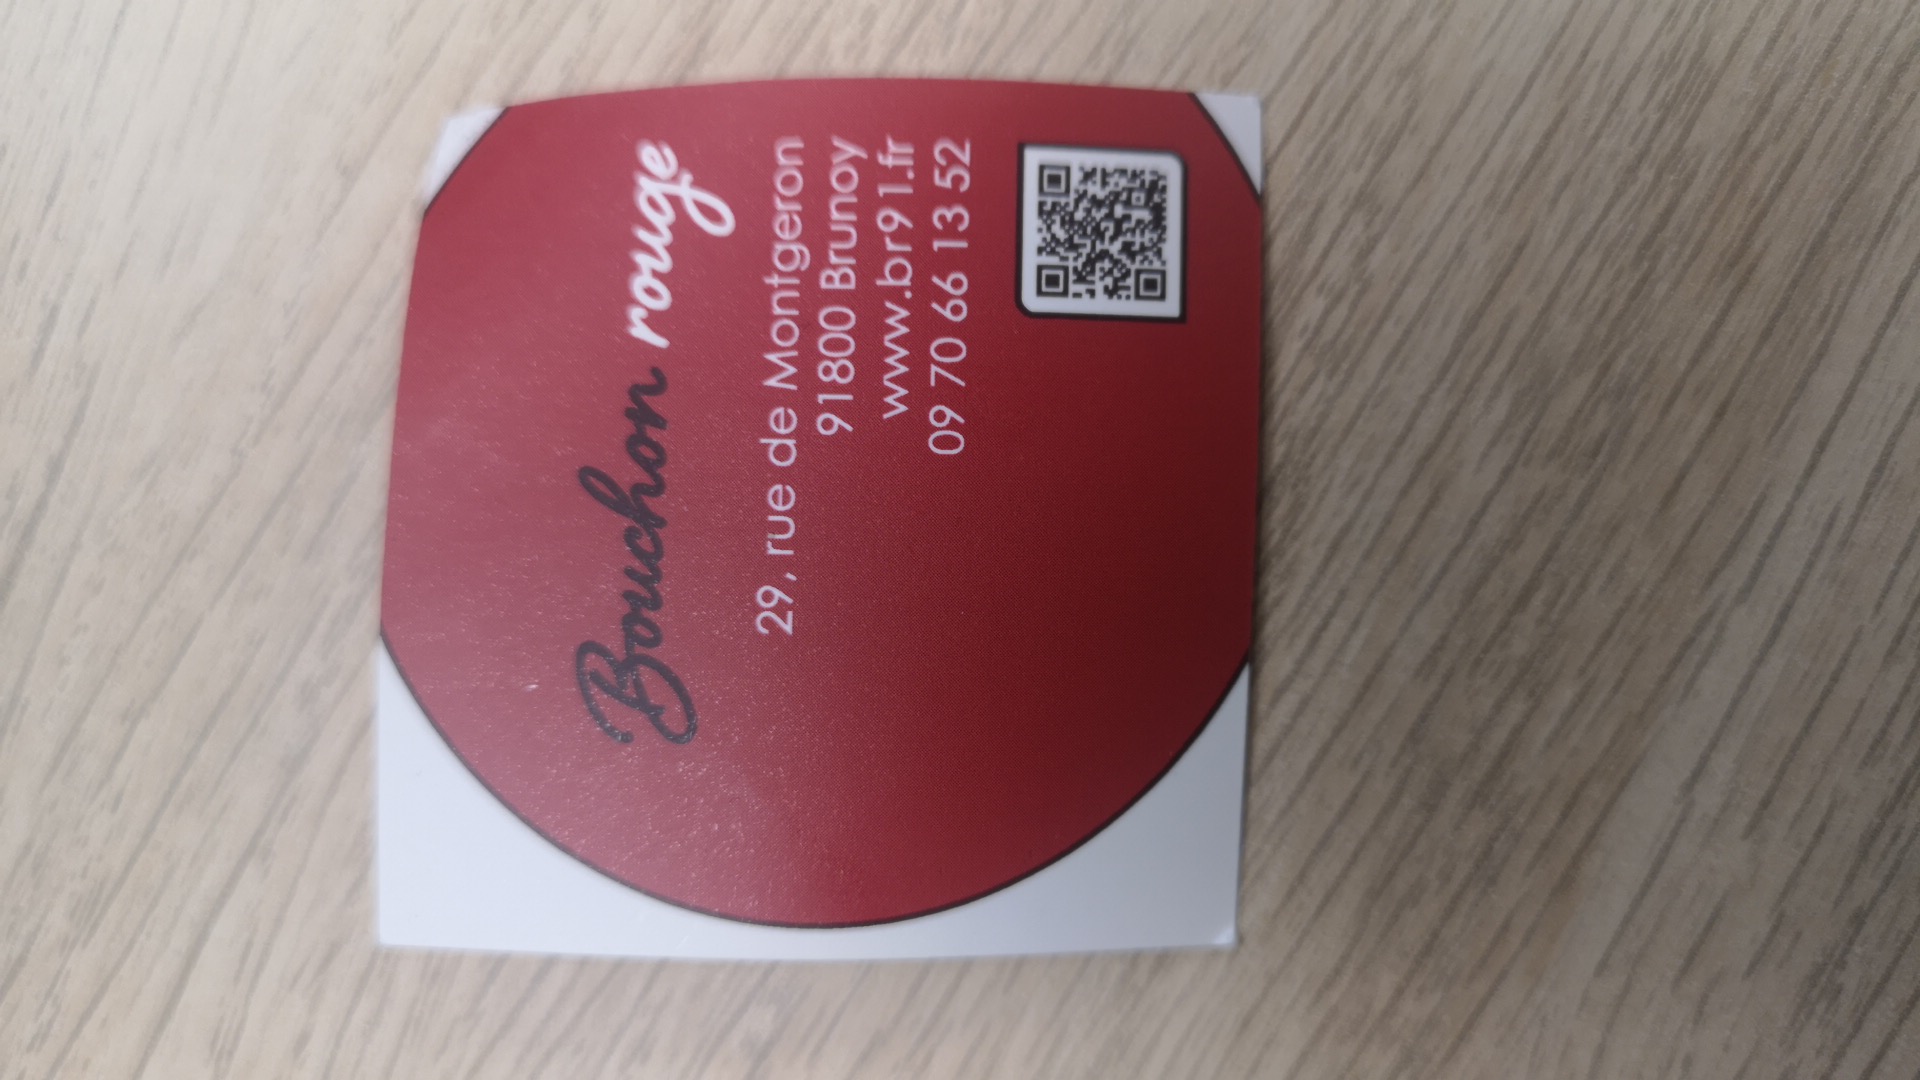 Bouchon rouge
29, rue de Montgeron
91800 Brunoy
www.br91.fr
09 70 66 13 52